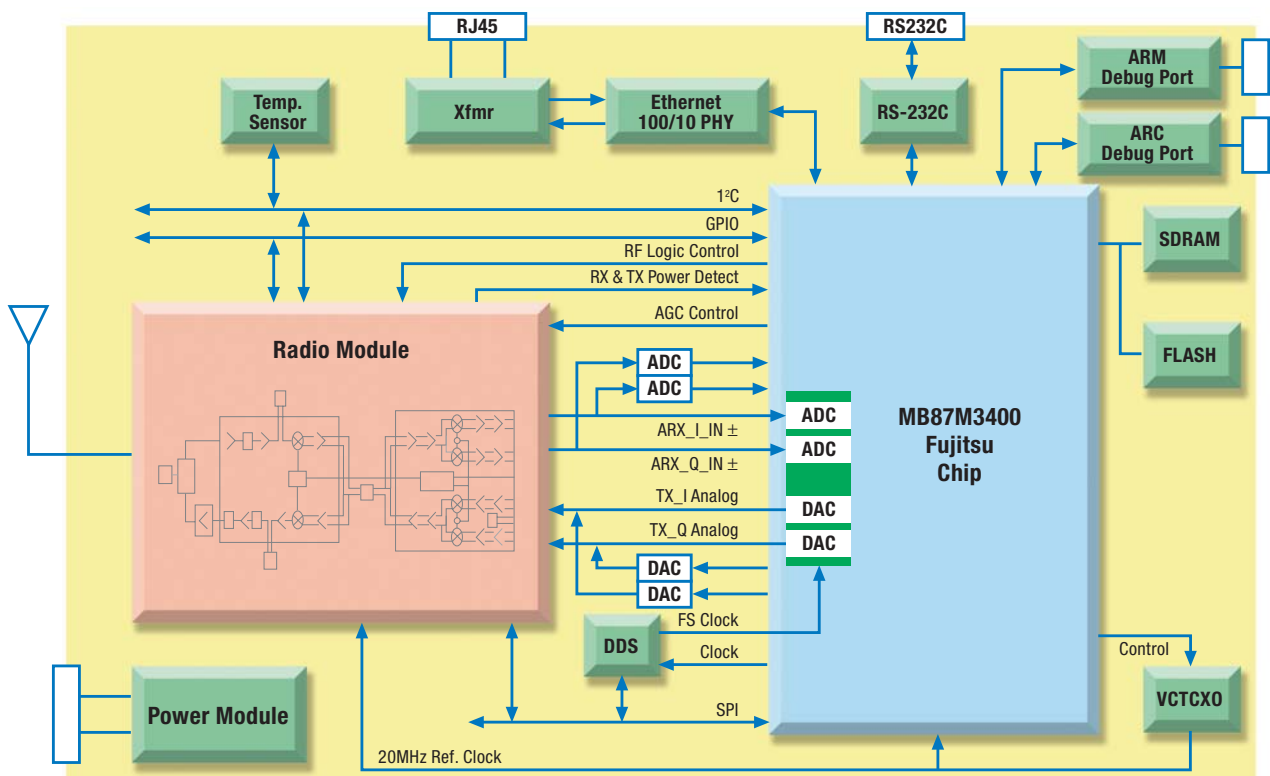 RJ45
RS232C
Temp.
Sensor
Xfmr
Ethernet
100/10 PHY
RS-232C
ARM
Debug Port
ARC
Debug Port
1²C
GPIO
RF Logic Control
RX & TX Power Detect
AGC Control
SDRAM
FLASH
Radio Module
ADC
ADC
ADC
ARX_I_IN ±
ADC
ARX_Q_IN ±
MB87M3400
Fujitsu
Chip
TX_I Analog
DAC
TX_Q Analog
DAC
DAC
DAC
FS Clock
DDS
Clock
Control
SPI
VCTCXO
Power Module
20MHz Ref. Clock